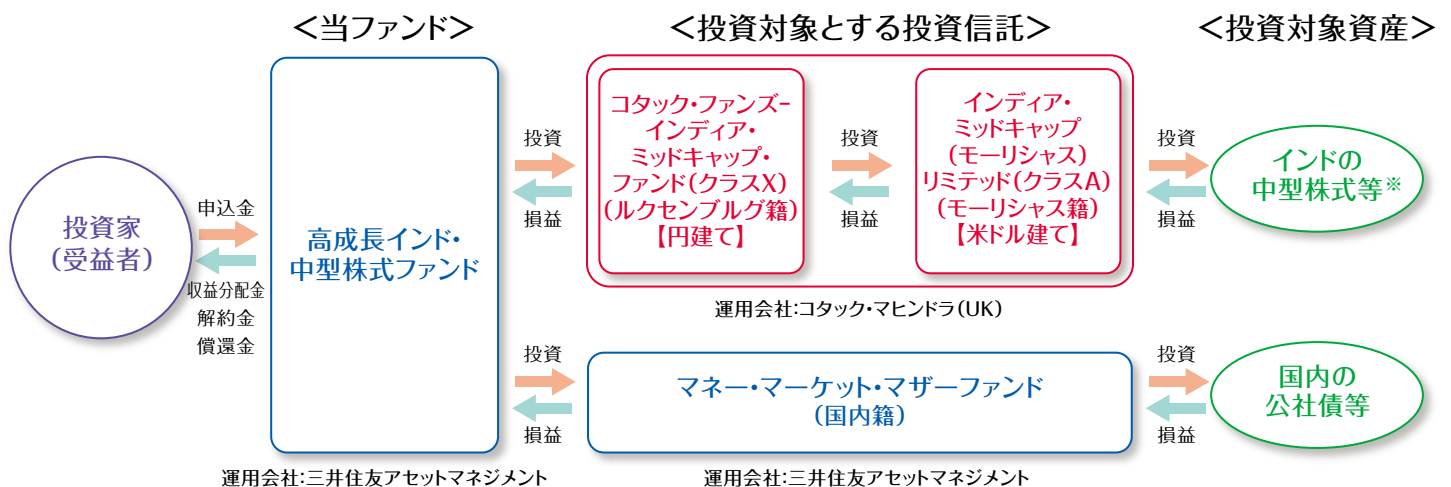 <当ファンド>
<投資対象とする投資信託>
<投資対象資産>
投資家
(受益者)
申込金
収益分配金
解約金
償還金
高成長インド・
中型株式ファンド
運用会社:三井住友アセットマネジメント
投資
損益
コタック・ファンズ-
インディア・
ミッドキャップ・
ファンド(クラスX)
(ルクセンブルグ籍)
【円建て】
投資
損益
インディア・
ミッドキャップ
(モーリシャス)
リミテッド(クラスA)
(モーリシャス籍)
【米ドル建て】
運用会社:コタック・マヒンドラ(UK)
投資
損益
インドの
中型株式等※
投資
損益
マネー・マーケット・マザーファンド
(国内籍)
運用会社:三井住友アセットマネジメント
投資
損益
国内の
公社債等